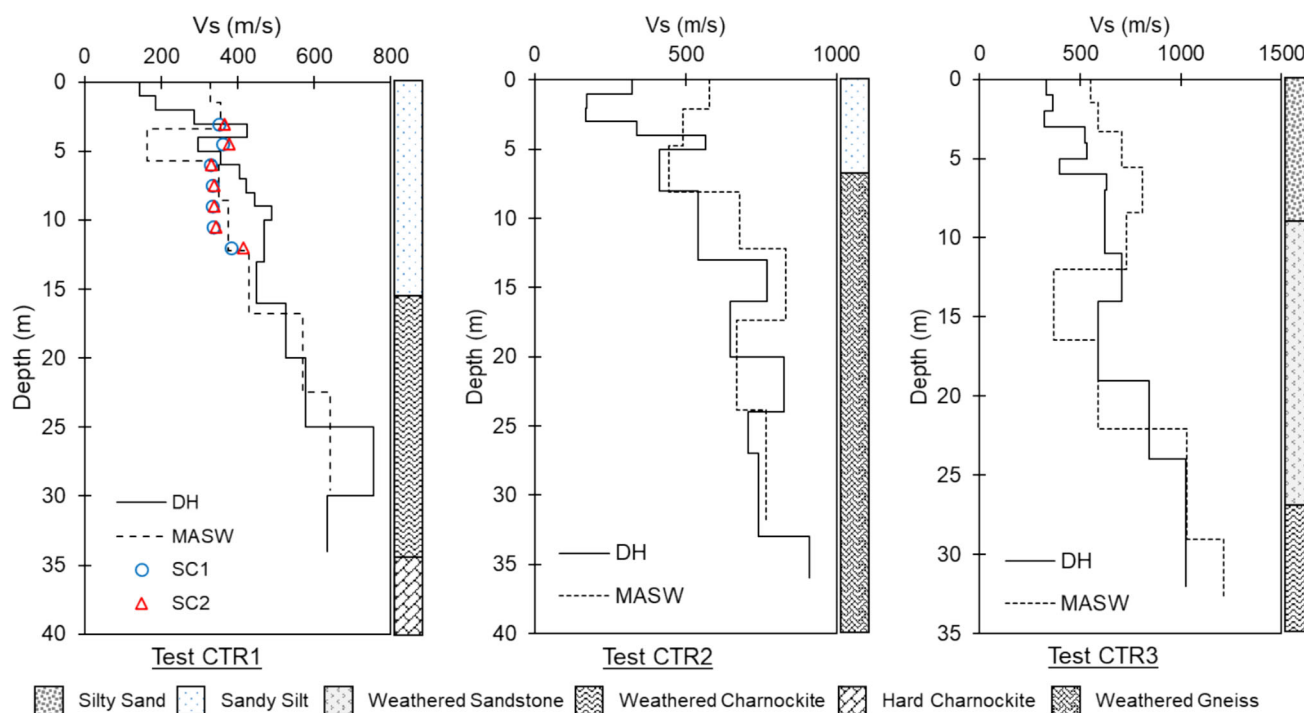 Vs (m/s)
0 200 400 600 800
0
5
10
15
20
25
30
35
40
Depth (m)
DH
MASW
SC1
SC2
Test CTR1
Vs (m/s)
0 500 1000
0
5
10
15
20
25
30
35
40
Depth (m)
DH
MASW
Test CTR2
Vs (m/s)
0 500 1000 1500
0
5
10
15
20
25
30
35
Depth (m)
DH
MASW
Test CTR3
Silty Sand Sandy Silt Weathered Sandstone Weathered Charnockite Hard Charnockite Weathered Gneiss